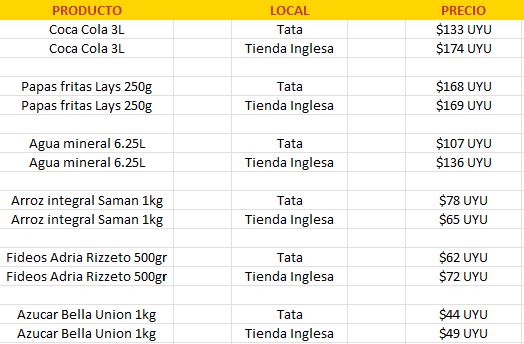 PRODUCTO LOCAL PRECIO
Coca Cola 3L Tata $133 UYU
Coca Cola 3L Tienda Inglesa $174 UYU
Papas fritas Lays 250g Tata $168 UYU
Papas fritas Lays 250g Tienda Inglesa $169 UYU
Agua mineral 6.25L Tata $107 UYU
Agua mineral 6.25L Tienda Inglesa $136 UYU
Arroz integral Saman 1kg Tata $78 UYU
Arroz integral Saman 1kg Tienda Inglesa $65 UYU
Fideos Adria Rizzeto 500gr Tata $62 UYU
Fideos Adria Rizzeto 500gr Tienda Inglesa $72 UYU
Azucar Bella Union 1kg Tata $44 UYU
Azucar Bella Union 1kg Tienda Inglesa $49 UYU